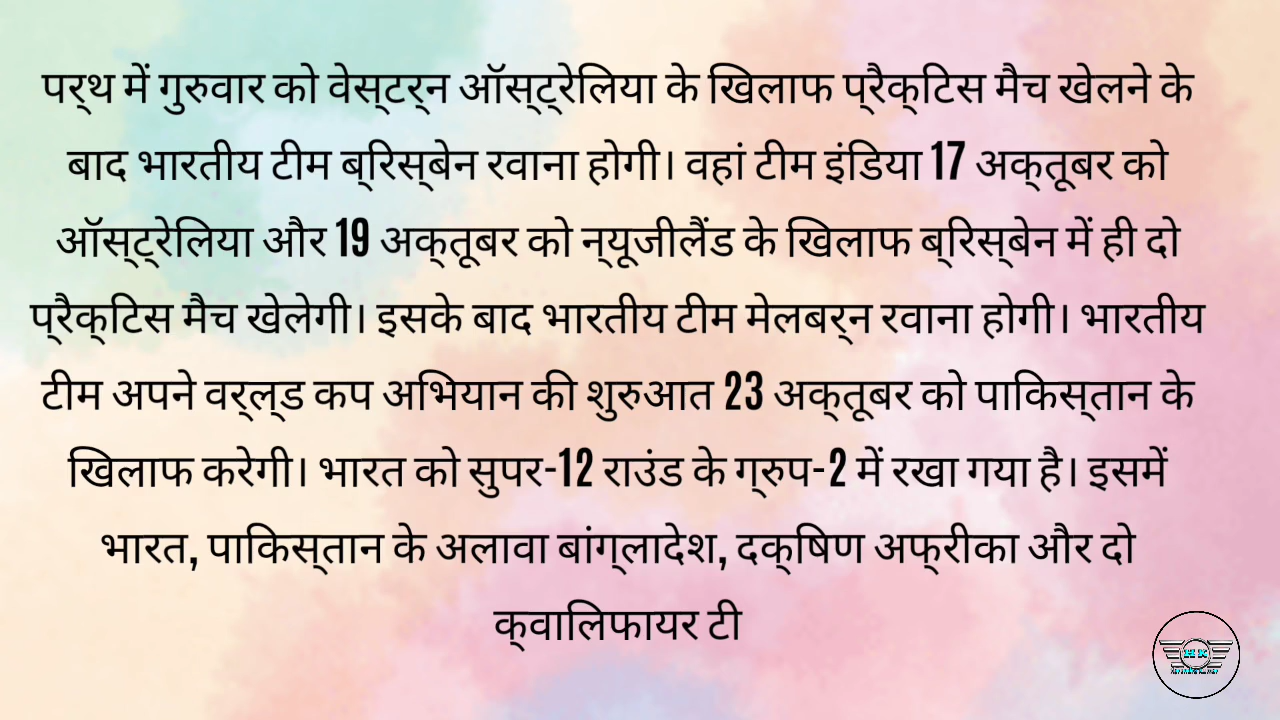 पर्थ में गुरुवार को वेस्टर्न ऑस्ट्रेलिया के खिलाफ प्रैक्टिस मैच खेलने के
बाद भारतीय टीम ब्रिस्बेन रवाना होगी। वहां टीम इंडिया 17 अक्तूबर को
ऑस्ट्रेलिया और 19 अक्तूबर को न्यूजीलैंड के खिलाफ ब्रिस्बेन में ही दो
प्रैक्टिस मैच खेलेगी। इसके बाद भारतीय टीम मेलबर्न रवाना होगी। भारतीय
टीम अपने वर्ल्ड कप अभियान की शुरुआत 23 अक्तूबर को पाकिस्तान के
खिलाफ करेगी। भारत को सुपर-12 राउंड के ग्रुप-2 में रखा गया है। इसमें
भारत, पाकिस्तान के अलावा बांग्लादेश, दक्षिण अफ्रीका और दो
क्वालिफायर टी